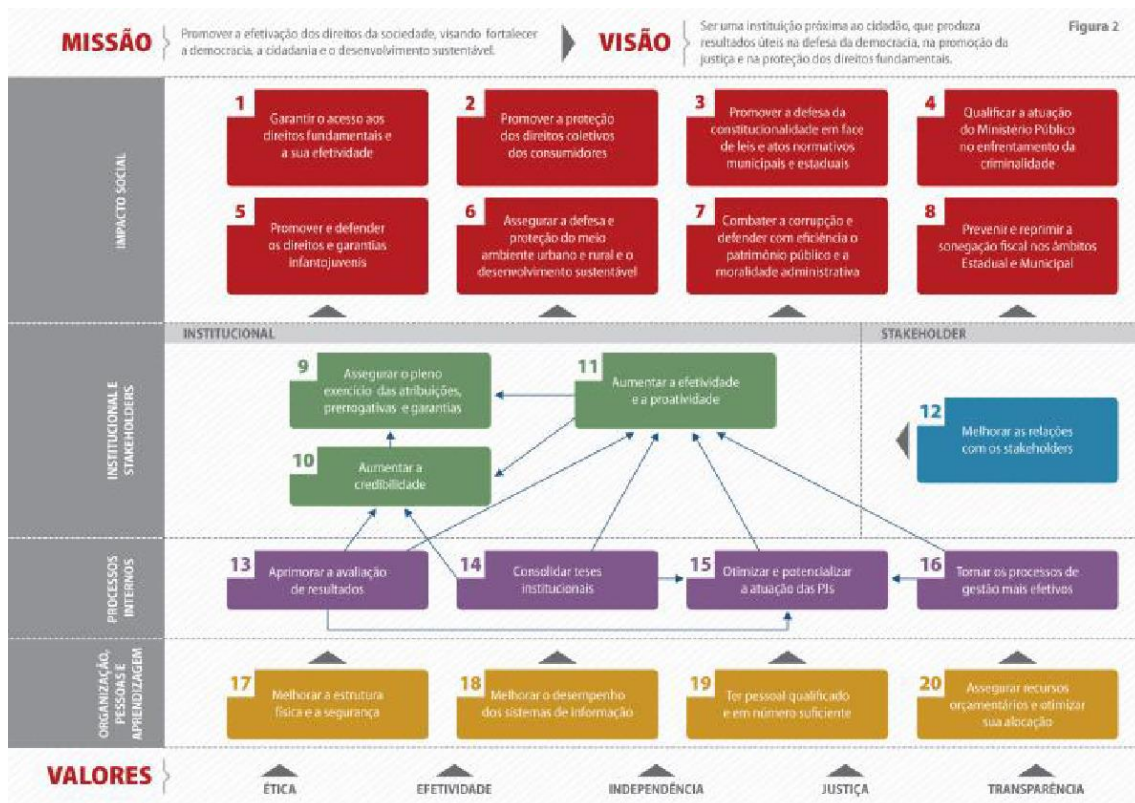 MISSÃO
Promover a efetivação dos direitos da sociedade, visando fortalecer
a democracia, a cidadania e o desenvolvimento sustentável.
VISÃO
Ser uma instituição próxima ao cidadão, que produza
resultados úteis na defesa da democracia, na promoção da
justiça e na proteção dos direitos fundamentais.
Figura 2
IMPACTO SOCIAL
1
Garantir o acesso aos
direitos fundamentais e
a sua efetividade
2
Promover a proteção
dos direitos coletivos
dos consumidores
3
Promover a defesa da
constitucionalidade em face
de leis e atos normativos
municipais e estaduais
4
Qualificar a atuação
do Ministério Público
no enfrentamento da
criminalidade
5
Promover e defender
os direitos e garantias
infantojuvenis
6
Assegurar a defesa e
proteção do meio
ambiente urbano e rural e o
desenvolvimento sustentável
7
Combater a corrupção e
defender com eficiência o
patrimônio público e a
moralidade administrativa
8
Prevenir e reprimir a
sonegação fiscal nos âmbitos
Estadual e Municipal
INSTITUCIONAL E
STAKEHOLDERS
INSTITUCIONAL
STAKEHOLDER
9
Assegurar o pleno
exercício das atribuições,
prerrogativas e garantias
11
Aumentar a efetividade
e a proatividade
12
Melhorar as relações
com os stakeholders
10
Aumentar a
credibilidade
PROCESSOS
INTERNOS
13
Aprimorar a avaliação
de resultados
14
Consolidar teses
institucionais
15
Otimizar e potencializar
a atuação das PJs
16
Tornar os processos de
gestão mais efetivos
ORGANIZAÇÃO,
PESSOAS E
APRENDIZAGEM
17
Melhorar a estrutura
física e a segurança
18
Melhorar o desempenho
dos sistemas de informação
19
Ter pessoal qualificado
e em número suficiente
20
Assegurar recursos
orçamentários e otimizar
sua alocação
VALORES
ÉTICA
EFETIVIDADE
INDEPENDÊNCIA
JUSTIÇA
TRANSPARÊNCIA